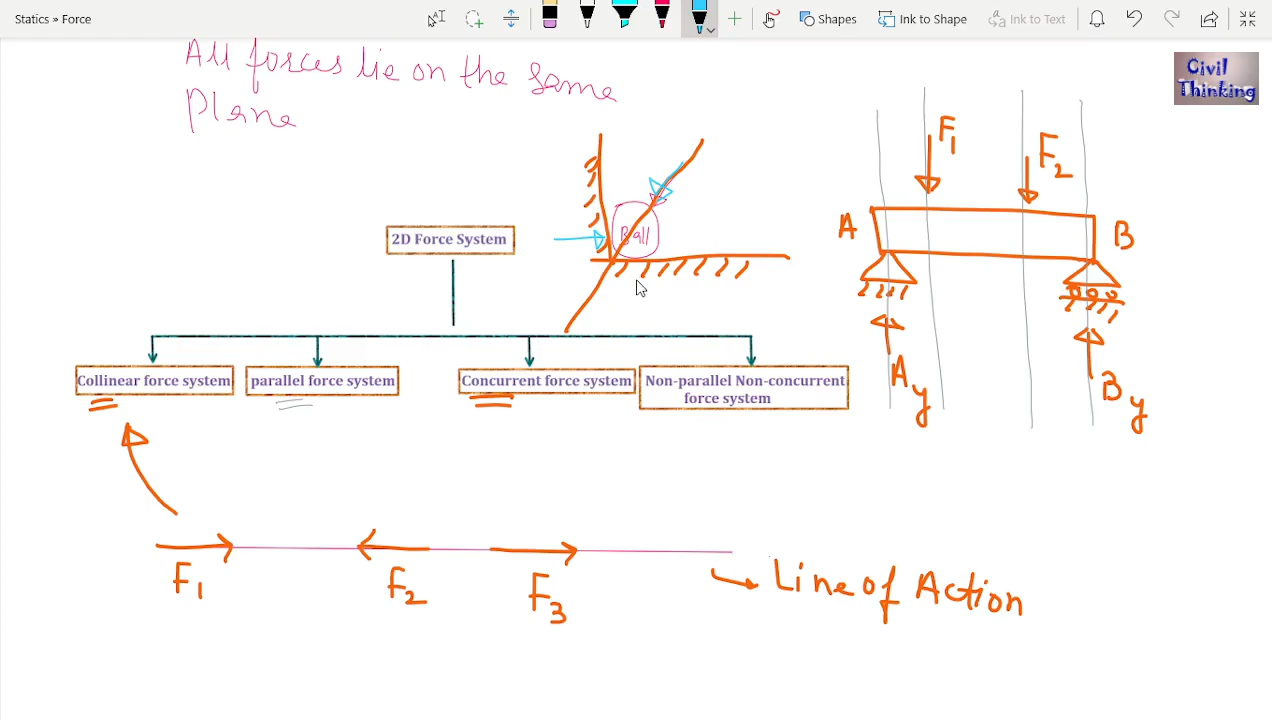 Statics » Force
Shapes
Ink to Shape
Ink to Text
Civil
Thinking
All forces lie on the same
Plane
F1
F2
A
B
Ball
2D Force System
Collinear force system
parallel force system
Concurrent force system
Non-parallel Non-concurrent
force system
Ay
By
F1
F2
F3
Line of Action